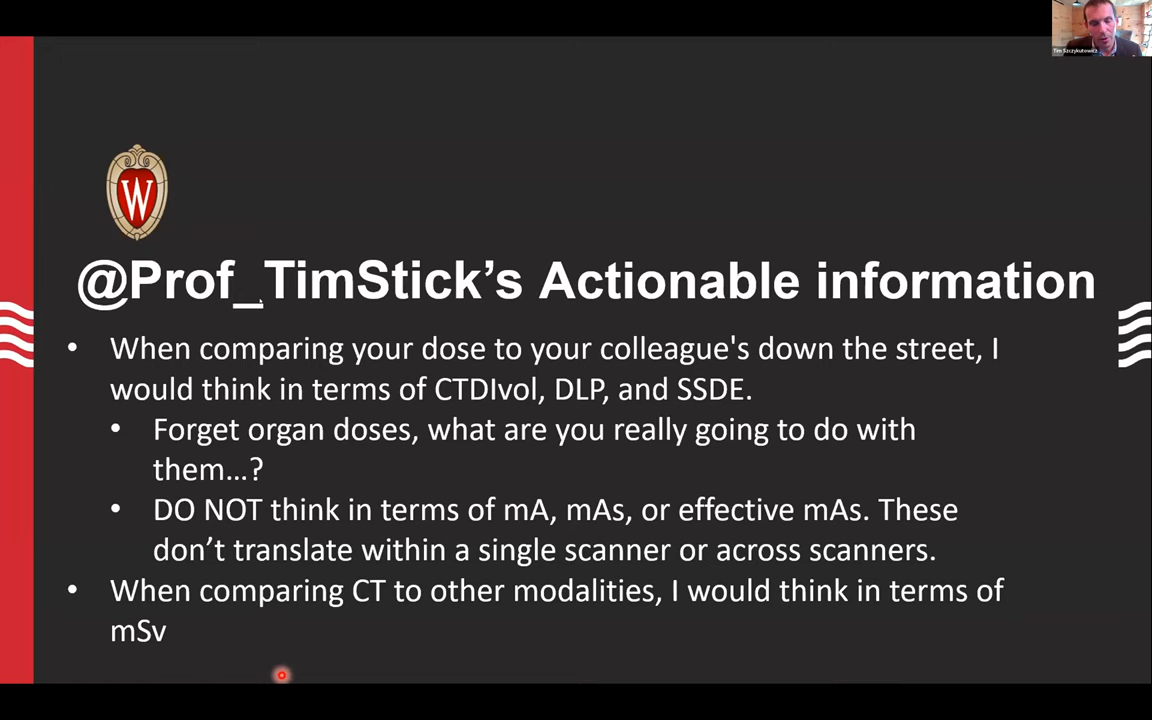 Tim Szczykutowicz
W
@Prof_TimStick's Actionable information
• When comparing your dose to your colleague's down the street, I
would think in terms of CTDIvol, DLP, and SSDE.
• Forget organ doses, what are you really going to do with
them…?
• DO NOT think in terms of mA, mAs, or effective mAs. These
don’t translate within a single scanner or across scanners.
• When comparing CT to other modalities, I would think in terms of
mSv